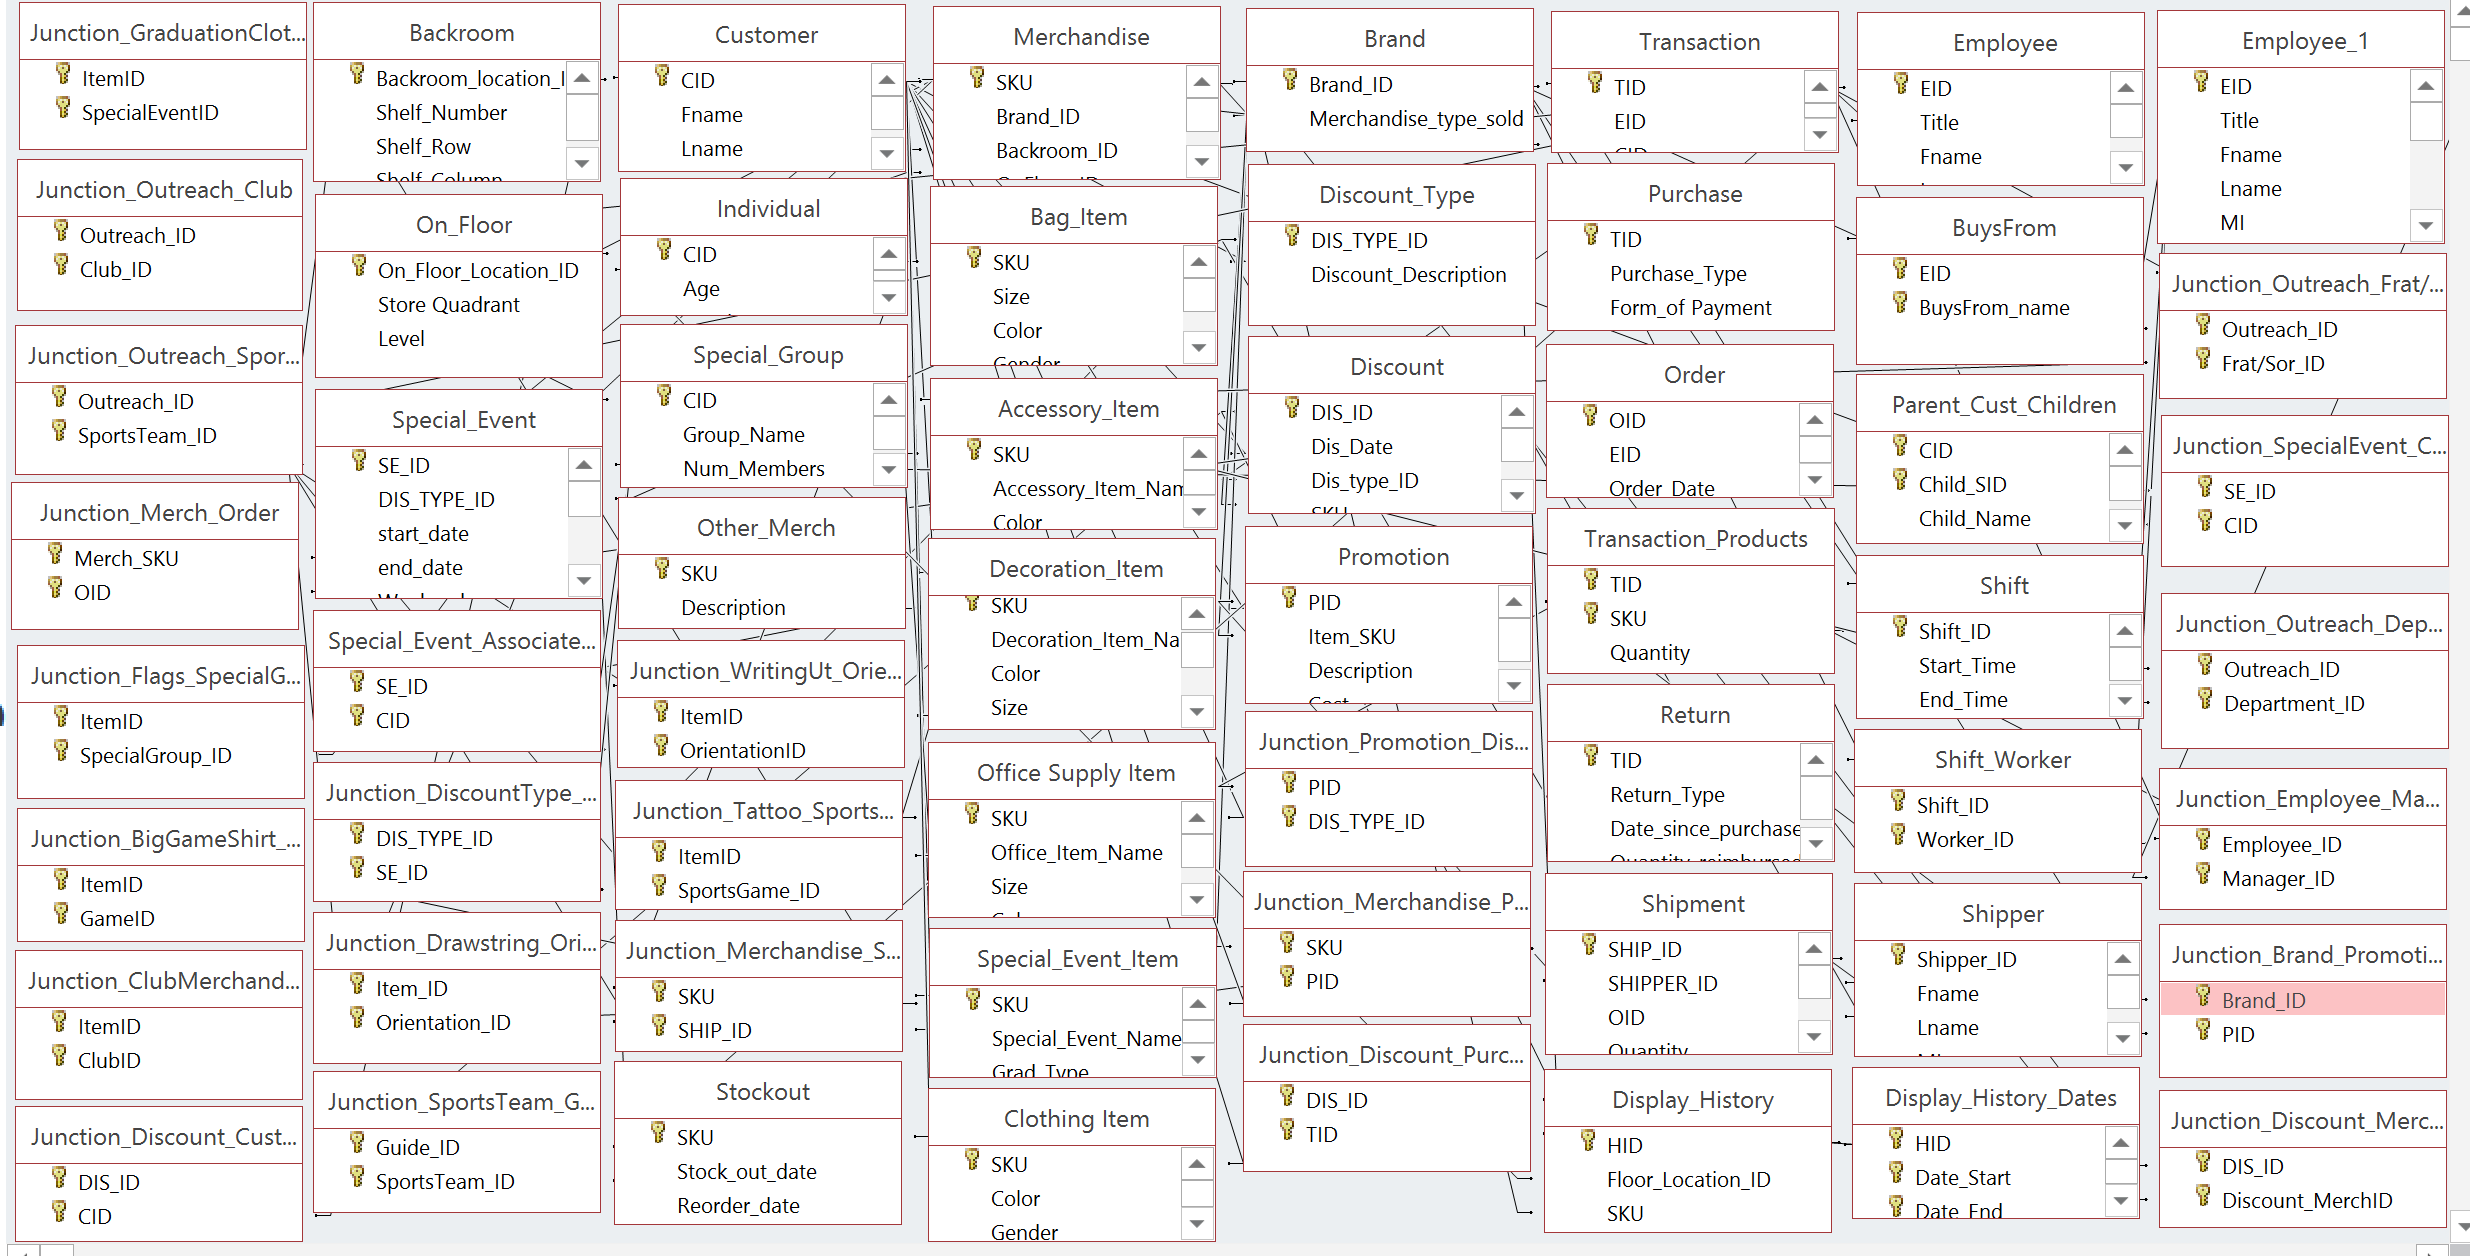 Junction_GraduationClot...
ItemID
SpecialEventID
Junction_Outreach_Club
Outreach_ID
Club_ID
Junction_Outreach_Spor...
Outreach_ID
SportsTeam_ID
Junction_Merch_Order
Merch_SKU
OID
Junction_Flags_SpecialG...
ItemID
SpecialGroup_ID
Junction_BigGameShirt_...
ItemID
GameID
Junction_ClubMerchand...
ItemID
ClubID
Junction_Discount_Cust...
DIS_ID
CID
Backroom
Backroom_location_I
Shelf_Number
Shelf_Row
Shelf_Column
On_Floor
On_Floor_Location_ID
Store Quadrant
Level
Special_Event
SE_ID
DIS_TYPE_ID
start_date
end_date
Special_Event_Associate...
SE_ID
CID
Junction_DiscountType_...
DIS_TYPE_ID
SE_ID
Junction_Drawstring_Ori...
Item_ID
Orientation_ID
Junction_SportsTeam_G...
Guide_ID
SportsTeam_ID
Customer
CID
Fname
Lname
Individual
CID
Age
Special_Group
CID
Group_Name
Num_Members
Other_Merch
SKU
Description
Junction_WritingUt_Orie...
ItemID
OrientationID
Junction_Tattoo_Sports...
ItemID
SportsGame_ID
Junction_Merchandise_S...
SKU
SHIP_ID
Stockout
SKU
Stock_out_date
Reorder_date
Merchandise
SKU
Brand_ID
Backroom_ID
Bag_Item
SKU
Size
Color
Gender
Accessory_Item
SKU
Accessory_Item_Nam
Color
Decoration_Item
SKU
Decoration_Item_Na
Color
Size
Office Supply Item
SKU
Office_Item_Name
Size
Color
Special_Event_Item
SKU
Special_Event_Name
Grad_Type
Clothing Item
SKU
Color
Gender
Brand
Brand_ID
Merchandise_type_sold
Discount_Type
DIS_TYPE_ID
Discount_Description
Discount
DIS_ID
Dis_Date
Dis_type_ID
SKU
Promotion
PID
Item_SKU
Description
Cost
Junction_Promotion_Dis...
PID
DIS_TYPE_ID
Junction_Merchandise_P...
SKU
PID
Junction_Discount_Purc...
DIS_ID
TID
Transaction
TID
EID
CID
Purchase
TID
Purchase_Type
Form_of Payment
Order
OID
EID
Order_Date
Transaction_Products
TID
SKU
Quantity
Return
TID
Return_Type
Date_since_purchase
Quantity_reimbursed
Shipment
SHIP_ID
SHIPPER_ID
OID
Quantity
Display_History
HID
Floor_Location_ID
SKU
Employee
EID
Title
Fname
BuysFrom
EID
BuysFrom_name
Parent_Cust_Children
CID
Child_SID
Child_Name
Shift
Shift_ID
Start_Time
End_Time
Shift_Worker
Shift_ID
Worker_ID
Shipper
Shipper_ID
Fname
Lname
Display_History_Dates
HID
Date_Start
Date_End
Employee_1
EID
Title
Fname
Lname
MI
Junction_Outreach_Frat/...
Outreach_ID
Frat/Sor_ID
Junction_SpecialEvent_C...
SE_ID
CID
Junction_Outreach_Dep...
Outreach_ID
Department_ID
Junction_Employee_Ma...
Employee_ID
Manager_ID
Junction_Brand_Promoti...
Brand_ID
PID
Junction_Discount_Merc...
DIS_ID
Discount_MerchID